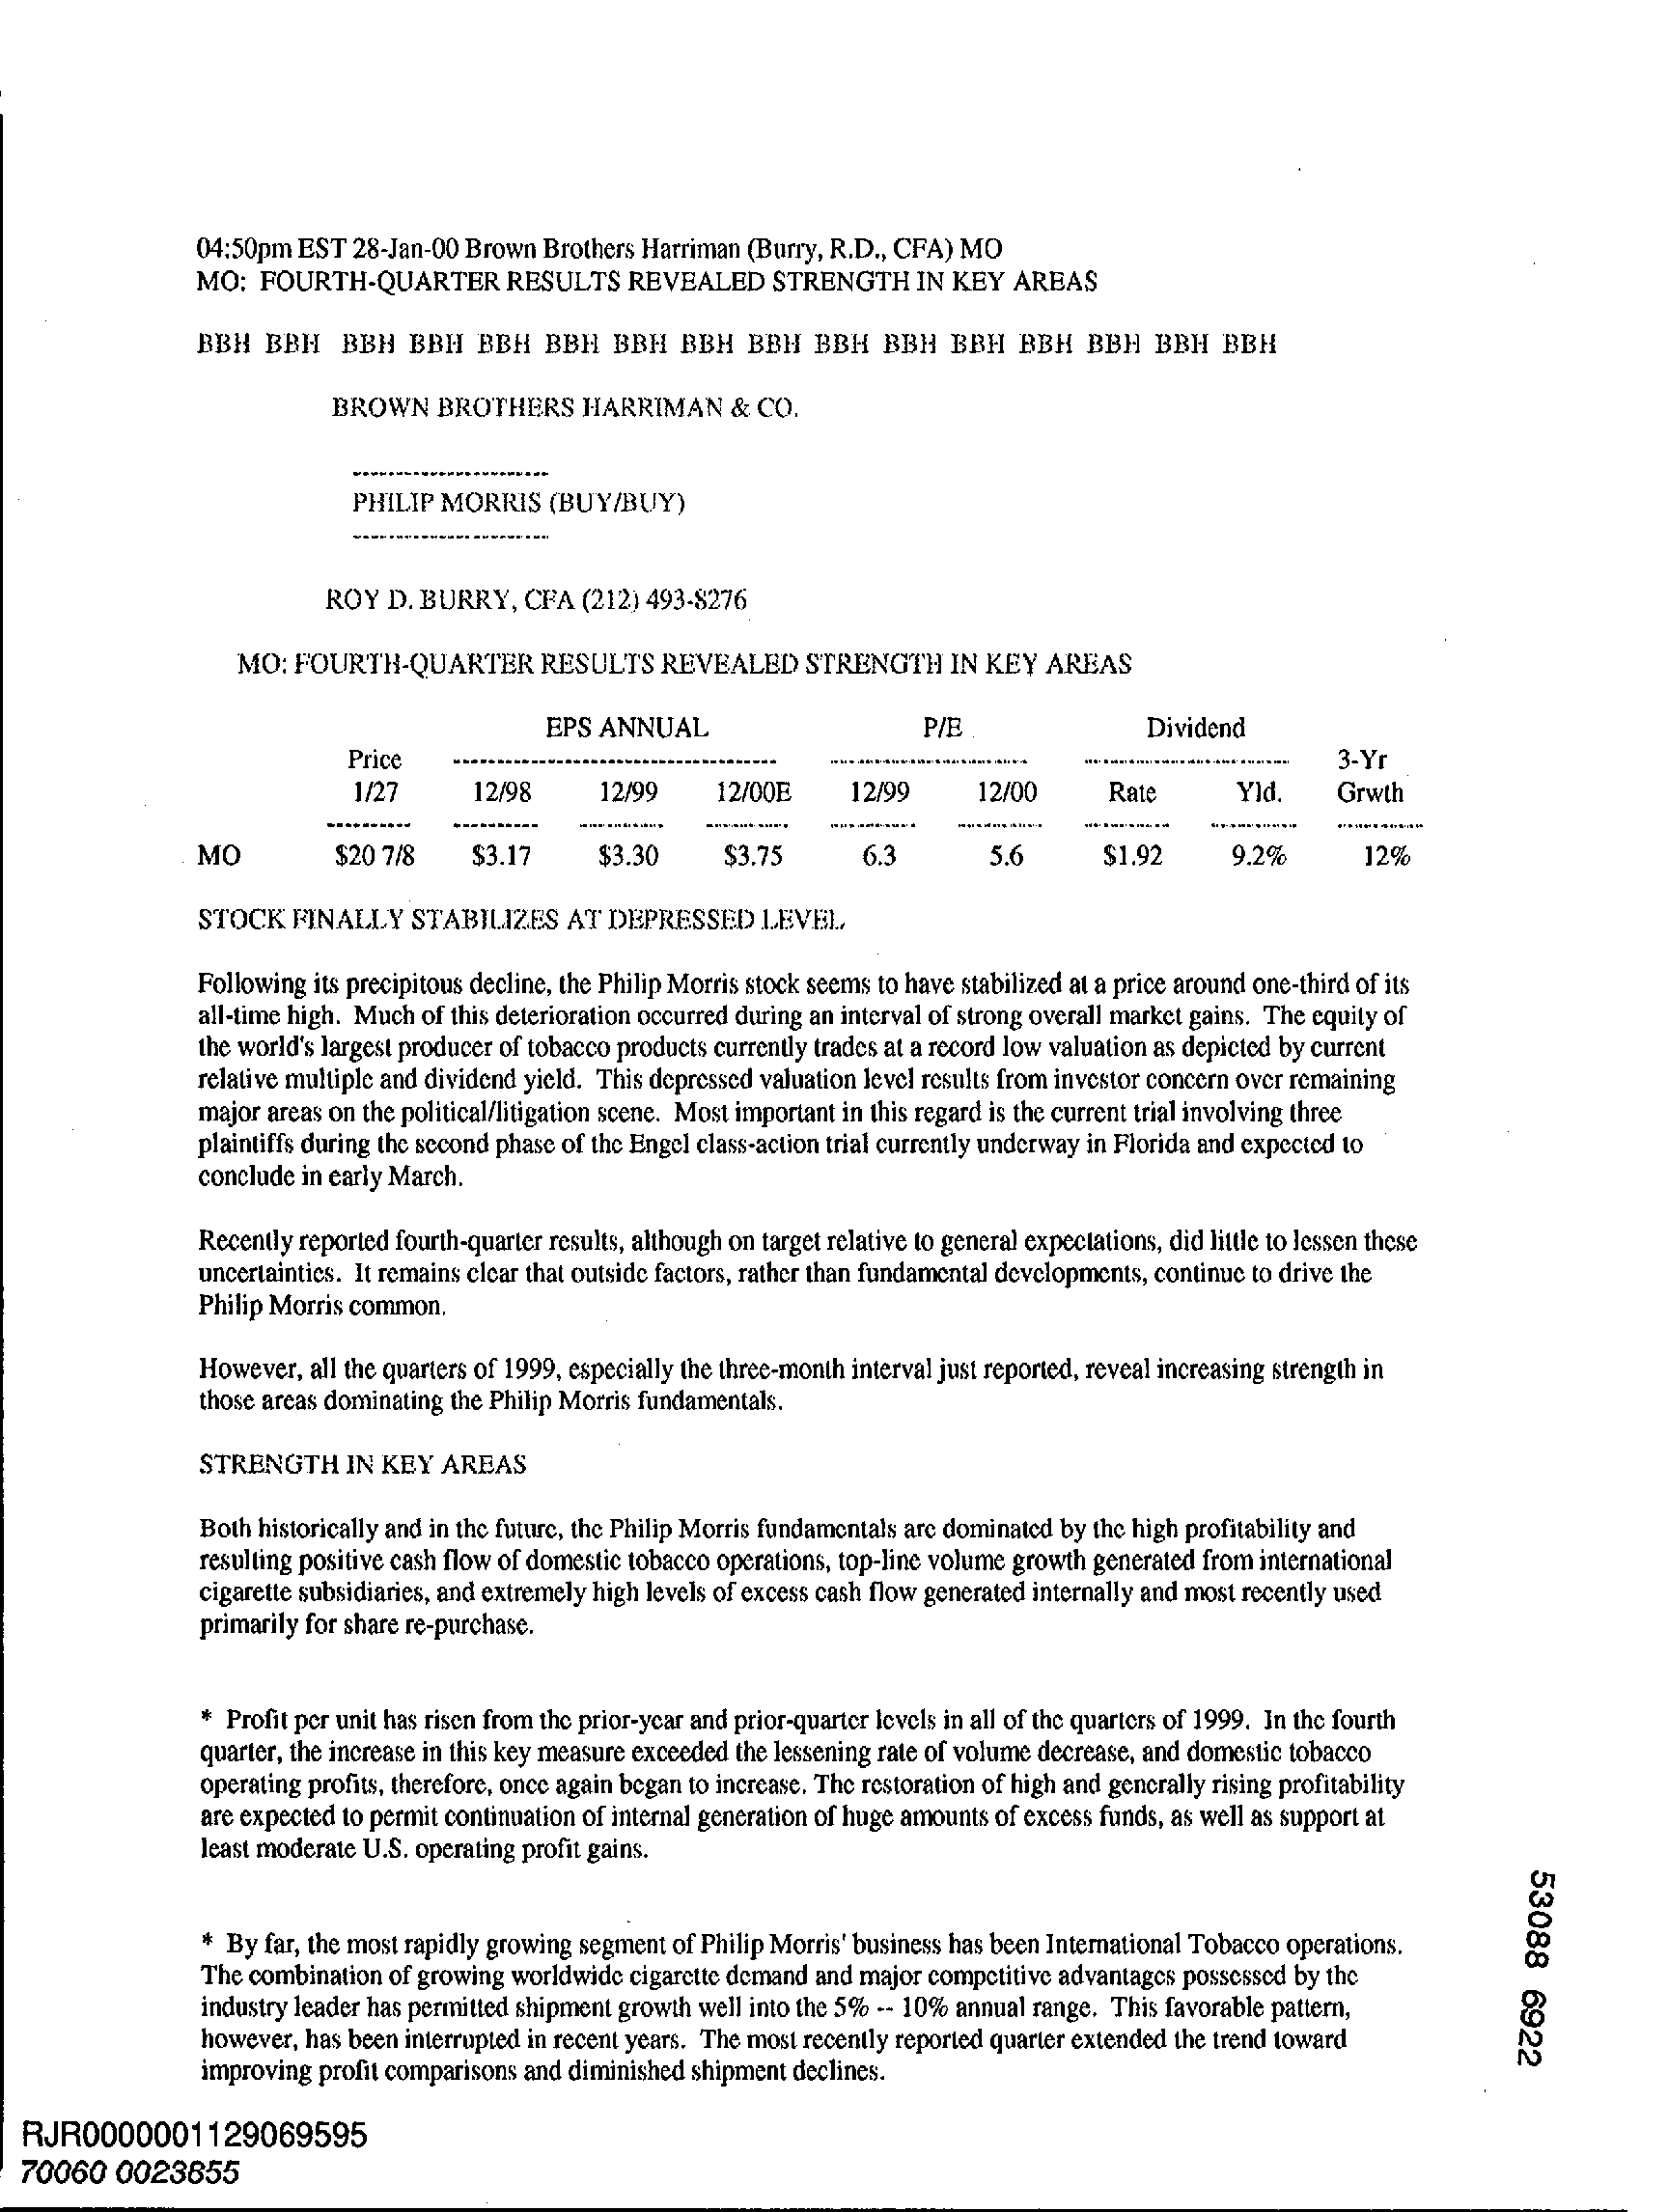 04:50pm EST 28-Jan-00 Brown Brothers Harriman (Burry, R.D., CFA) MO
MO: FOURTH-QUARTER RESULTS REVEALED STRENGTH IN KEY AREAS
BBH BBH BBH BBH BBH BBH BBH BBH BBH BBH BBH BBH BBH BBH BBH BBH
BROWN BROTHERS HARRIMAN & CO.
------------------------
PHILIP MORRIS (BUY/BUY)
------------------------
ROY D. BURRY, CFA (212) 493-8276
MO: FOURTH-QUARTER RESULTS REVEALED STRENGTH IN KEY AREAS
EPS ANNUAL P/E Dividend
Price 3-Yr
1/27 12/98 12/99 12/00E 12/99 12/00 Rate Yld. Grwth
MO $20 7/8 $3.17 $3.30 $3.75 6.3 5.6 $1.92 9.2% 12%
STOCK FINALLY STABILIZES AT DEPRESSED LEVEL
Following its precipitous decline, the Philip Morris stock seems to have stabilized at a price around one-third of its
all-time high. Much of this deterioration occurred during an interval of strong overall market gains. The equity of
the world's largest producer of tobacco products currently trades at a record low valuation as depicted by current
relative multiple and dividend yield. This depressed valuation level results from investor concern over remaining
major areas on the political/litigation scene. Most important in this regard is the current trial involving three
plaintiffs during the second phase of the Engel class-action trial currently underway in Florida and expected to
conclude in early March.
Recently reported fourth-quarter results, although on target relative to general expectations, did little to lessen these
uncertainties. It remains clear that outside factors, rather than fundamental developments, continue to drive the
Philip Morris common.
However, all the quarters of 1999, especially the three-month interval just reported, reveal increasing strength in
those areas dominating the Philip Morris fundamentals.
STRENGTH IN KEY AREAS
Both historically and in the future, the Philip Morris fundamentals are dominated by the high profitability and
resulting positive cash flow of domestic tobacco operations, top-line volume growth generated from international
cigarette subsidiaries, and extremely high levels of excess cash flow generated internally and most recently used
primarily for share re-purchase.
* Profit per unit has risen from the prior-year and prior-quarter levels in all of the quarters of 1999. In the fourth
quarter, the increase in this key measure exceeded the lessening rate of volume decrease, and domestic tobacco
operating profits, therefore, once again began to increase. The restoration of high and generally rising profitability
are expected to permit continuation of internal generation of huge amounts of excess funds, as well as support at
least moderate U.S. operating profit gains.
* By far, the most rapidly growing segment of Philip Morris' business has been International Tobacco operations.
The combination of growing worldwide cigarette demand and major competitive advantages possessed by the
industry leader has permitted shipment growth well into the 5% -- 10% annual range. This favorable pattern,
however, has been interrupted in recent years. The most recently reported quarter extended the trend toward
improving profit comparisons and diminished shipment declines.
53088 6922
RJR0000001129069595
70060 0023855